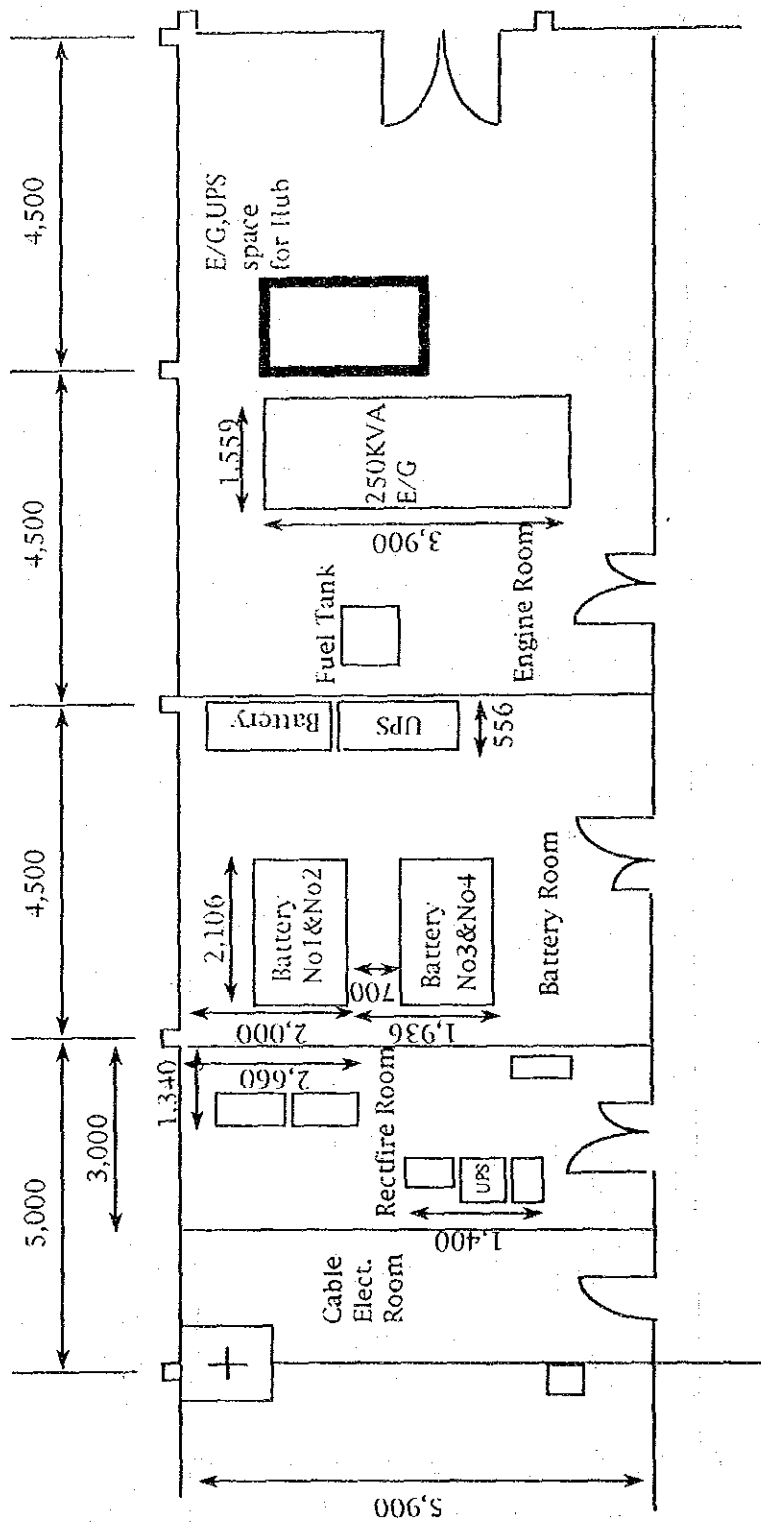 5,000
4,500
4,500
4,500
3,000
1,340
2,660
2,000
2,106
Battery
No1&No2
700
1,936
Battery
No3&No4
Battery
UPS
556
Fuel Tank
1,559
3,900
250KVA
E/G
E/G,UPS
space
for Hub
5,900
Cable
Elect.
Room
Rectfire Room
UPS
1,400
Battery Room
Engine Room